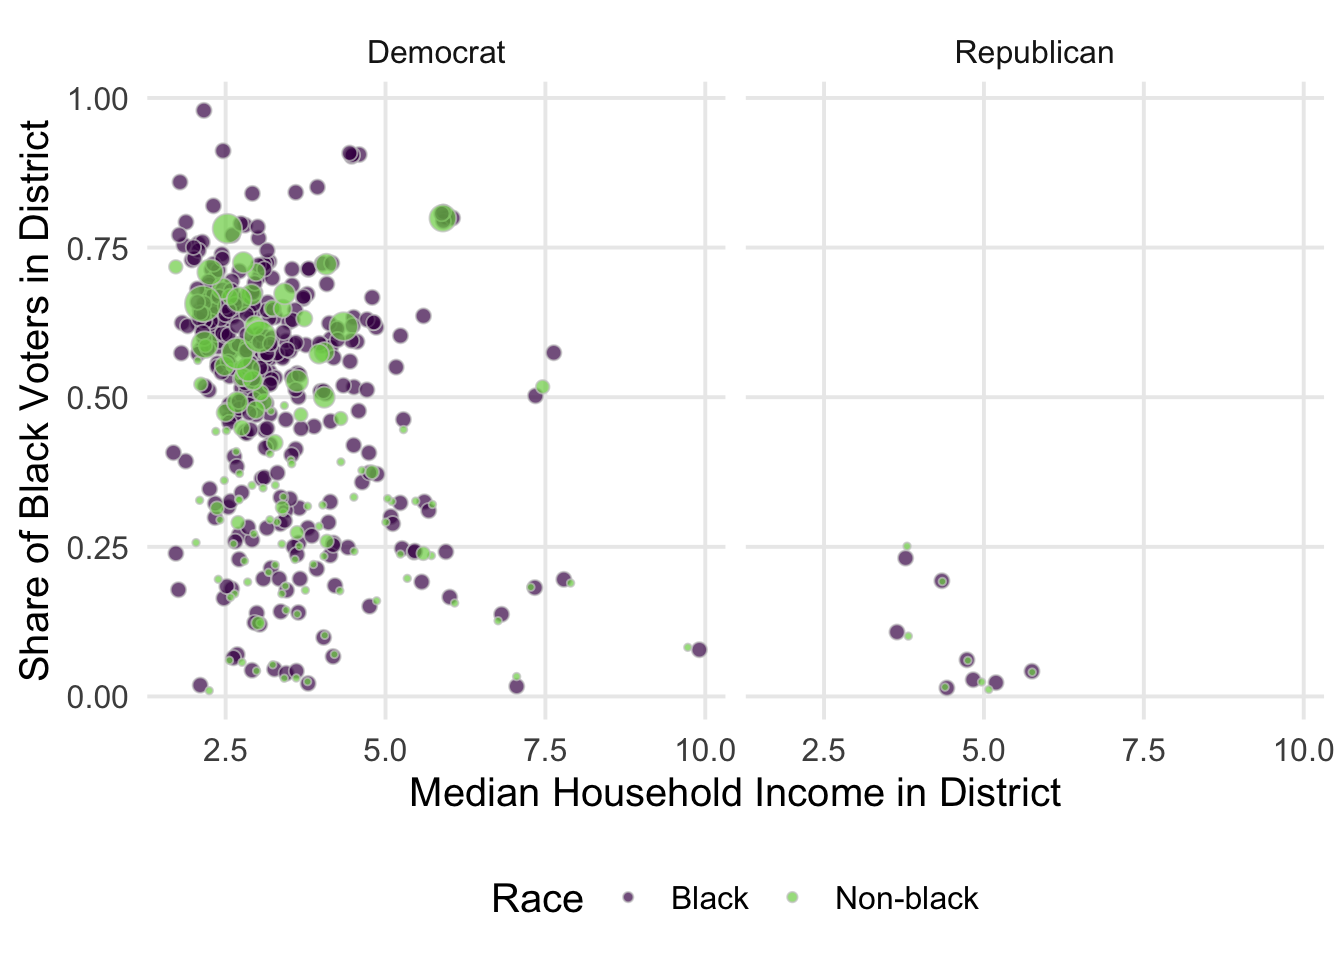 Democrat Republican
1.00
0.75
0.50
0.25
0.00
Share of Black Voters in District
2.5 5.0 7.5 10.0 2.5 5.0 7.5 10.0
Median Household Income in District
Race Black Non-black